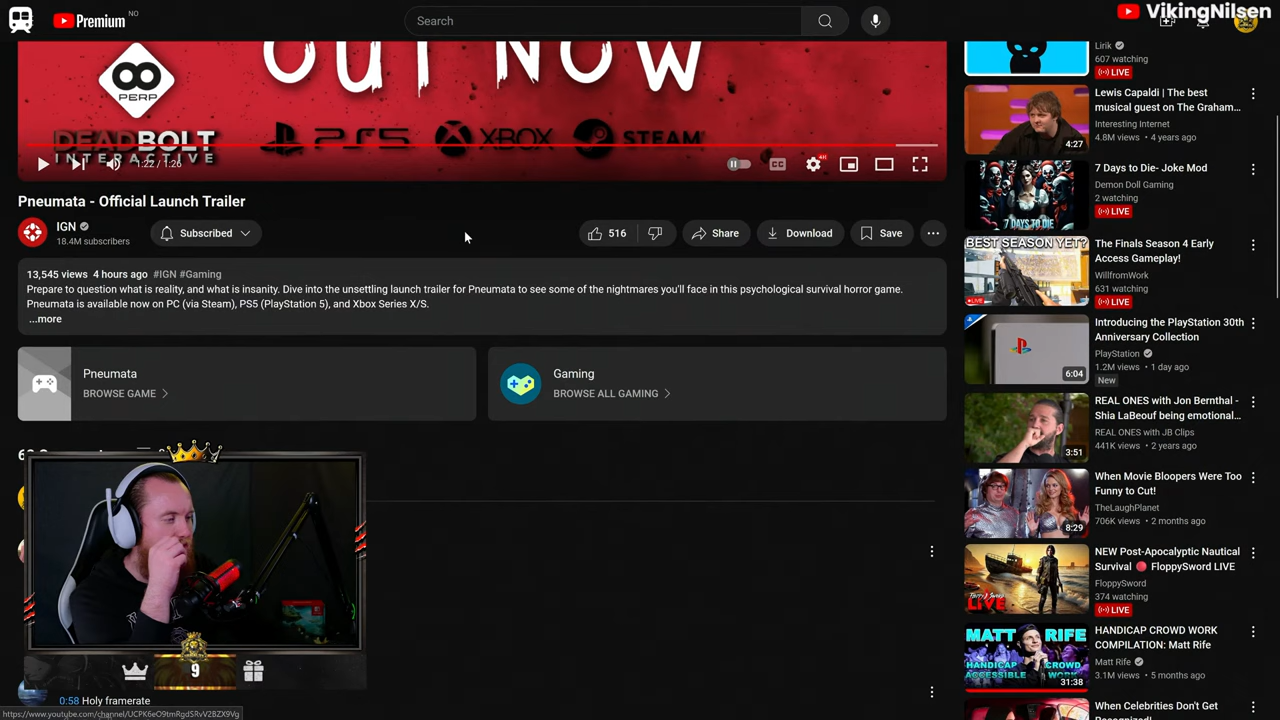 Premium NO
Search
VikingNilsen
OUT NOW
PERP
DEADBOLT
INTERACTIVE
PS5
XBOX
STEAM
1:22 / 1:26
CC
Pneumata - Official Launch Trailer
IGN
18.4M subscribers
Subscribed
516
Share
Download
Save
13,545 views 4 hours ago #IGN #Gaming
Prepare to question what is reality, and what is insanity. Dive into the unsettling launch trailer for Pneumata to see some of the nightmares you'll face in this psychological survival horror game.
Pneumata is available now on PC (via Steam), PS5 (PlayStation 5), and Xbox Series X/S.
...more
Pneumata
BROWSE GAME
Gaming
BROWSE ALL GAMING
9
0:58 Holy framerate
https://www.youtube.com/channel/UCPK6eO9tmRgdSRvV2BZX9Vg
Lirik
607 watching
LIVE
Lewis Capaldi | The best
musical guest on The Graham...
Interesting Internet
4.8M views • 4 years ago
4:27
7 Days to Die- Joke Mod
Demon Doll Gaming
2 watching
LIVE
7 DAYS TO DIE
The Finals Season 4 Early
Access Gameplay!
WillfromWork
631 watching
LIVE
BEST SEASON YET?
LIVE
Introducing the PlayStation 30th
Anniversary Collection
PlayStation
1.2M views • 1 day ago
New
6:04
REAL ONES with Jon Bernthal -
Shia LaBeouf being emotional...
REAL ONES with JB Clips
441K views • 2 years ago
3:51
When Movie Bloopers Were Too
Funny to Cut!
TheLaughPlanet
706K views • 2 months ago
8:29
NEW Post-Apocalyptic Nautical
Survival 🔴 FloppySword LIVE
FloppySword
374 watching
LIVE
FLOPPY SWORD
LIVE
HANDICAP CROWD WORK
COMPILATION: Matt Rife
Matt Rife
3.1M views • 5 months ago
MATT RIFE
HANDICAP CROWD
ACCESSIBLE WORK
31:38
When Celebrities Don't Get